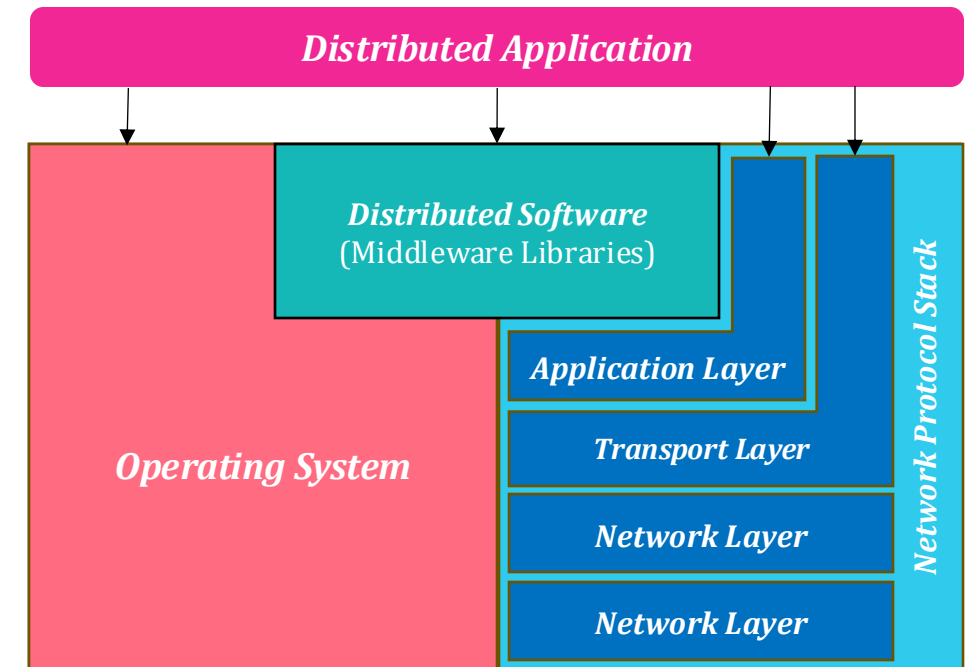 Distributed Application
Distributed Software
(Middleware Libraries)
Application Layer
Operating System
Transport Layer
Network Layer
Network Layer
Network Protocol Stack